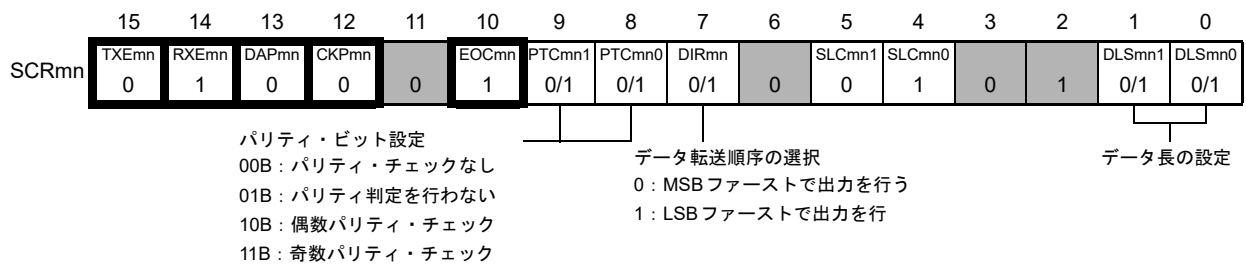 15 14 13 12 11 10 9 8 7 6 5 4 3 2 1 0
SCRmn
TXEmn RXEmn DAPmn CKPmn EOCmn PTCmn1 PTCmn0 DIRmn SLCmn1 SLCmn0 DLSmn1 DLSmn0
0 1 0 0 0 1 0/1 0/1 0/1 0 0 1 0 1 0/1 0/1
パリティ・ビット設定
00B：パリティ・チェックなし
01B：パリティ判定を行わない
10B：偶数パリティ・チェック
11B：奇数パリティ・チェック
データ転送順序の選択
0：MSBファーストで出力を行う
1：LSBファーストで出力を行
データ長の設定